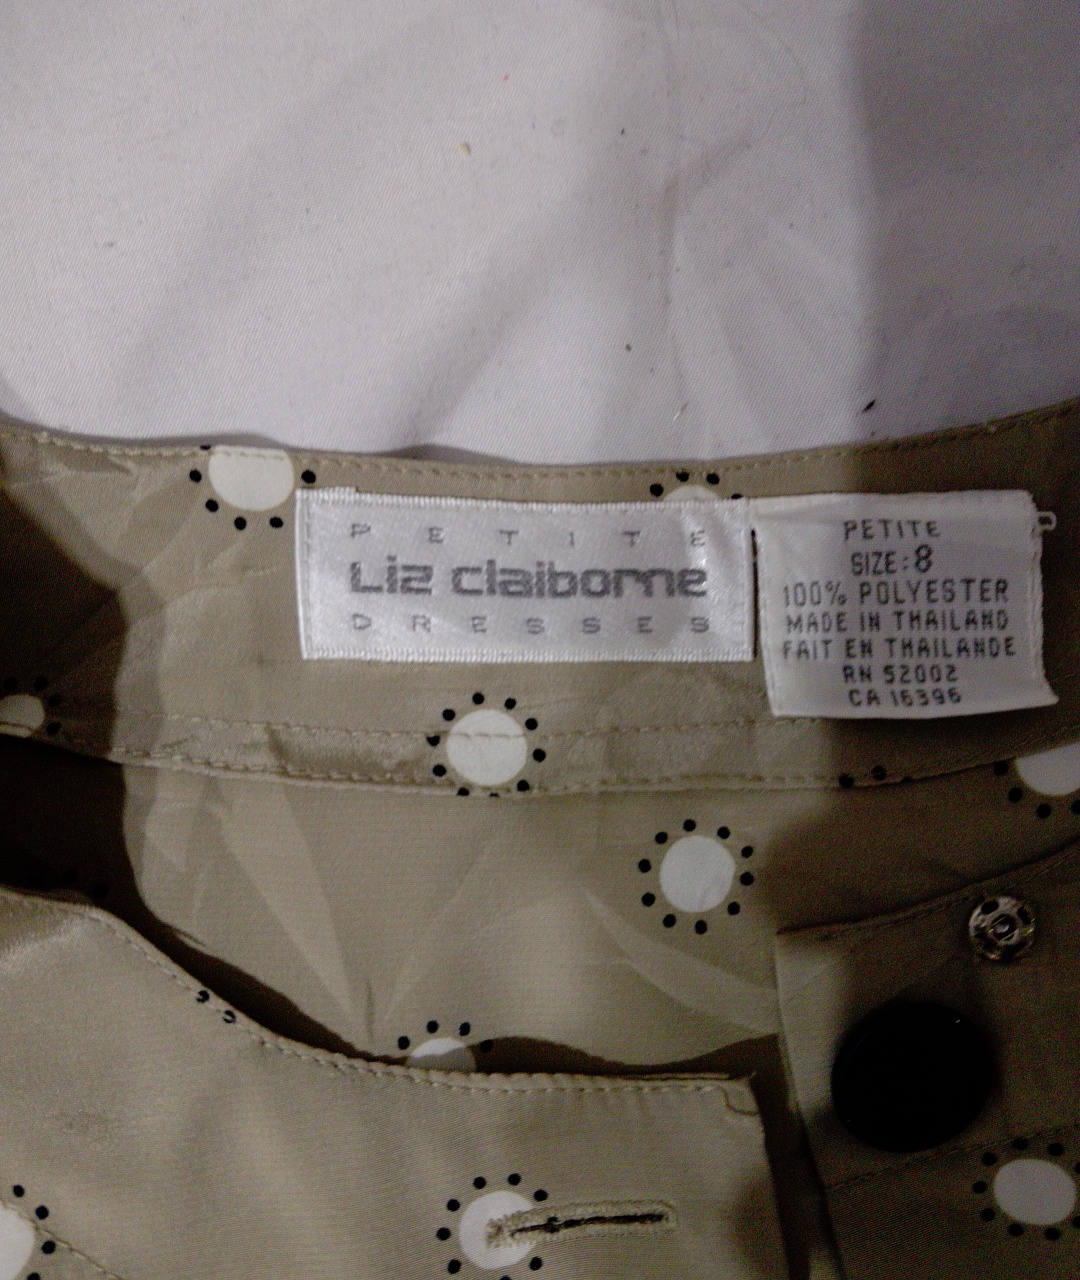 PETITE
Liz claiborne
DRESSES
PETITE
SIZE:8
100% POLYESTER
MADE IN THAILAND
FAIT EN THAILANDE
RN 52002
CA 16396